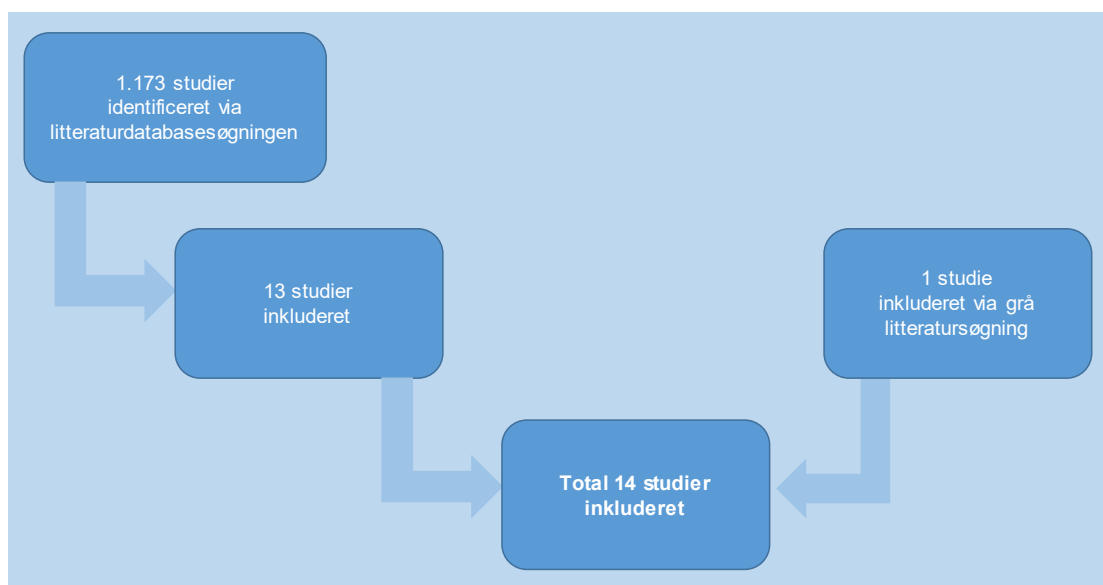 1.173 studier
identificeret via
litteraturdatabasesøgningen
13 studier
inkluderet
1 studie
inkluderet via grå
litteratursøgning
Total 14 studier
inkluderet